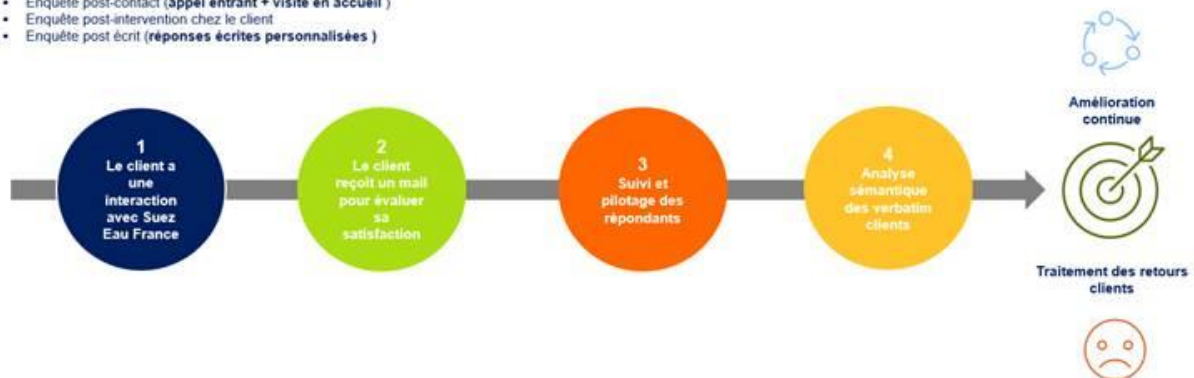 Enquête post-contact (appel entrant + visite en accueil )
Enquête post-intervention chez le client
Enquête post écrit (réponses écrites personnalisées )
1
Le client a
une
interaction
avec Suez
Eau France
2
Le client
reçoit un mail
pour évaluer
sa
satisfaction
3
Suivi et
pilotage des
répondants
4
Analyse
sémantique
des verbatim
clients
Amélioration
continue
Traitement des retours
clients